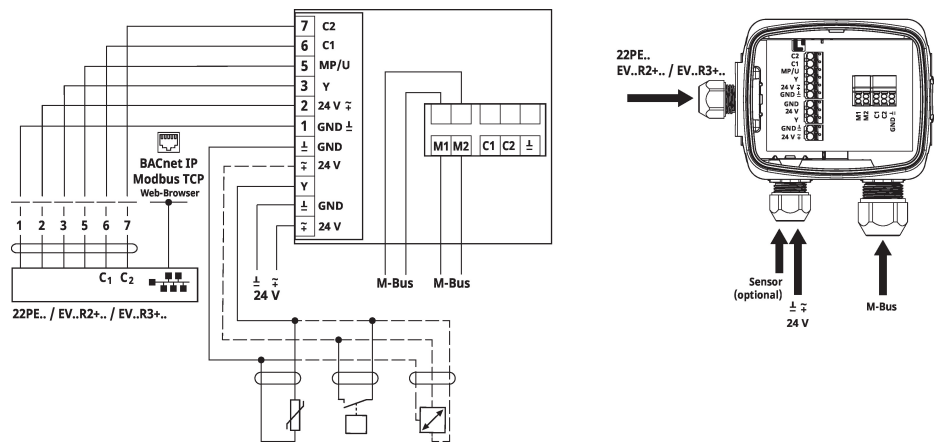 7 C2
6 C1
5 MP/U
3 Y
2 24 V
1 GND
GND
24 V
Y
GND
24 V
M1 M2 C1 C2
BACnet IP
Modbus TCP
Web-Browser
1 2 3 5 6 7
C1 C2
22PE.. / EV..R2+.. / EV..R3+..
24 V
M-Bus M-Bus
22PE..
EV..R2+.. / EV..R3+..
C2
C1
MP/U
Y
24 V
GND
GND
24 V
Y
GND
24 V
M1 M2 C1 C2 GND
Sensor
(optional)
24 V
M-Bus